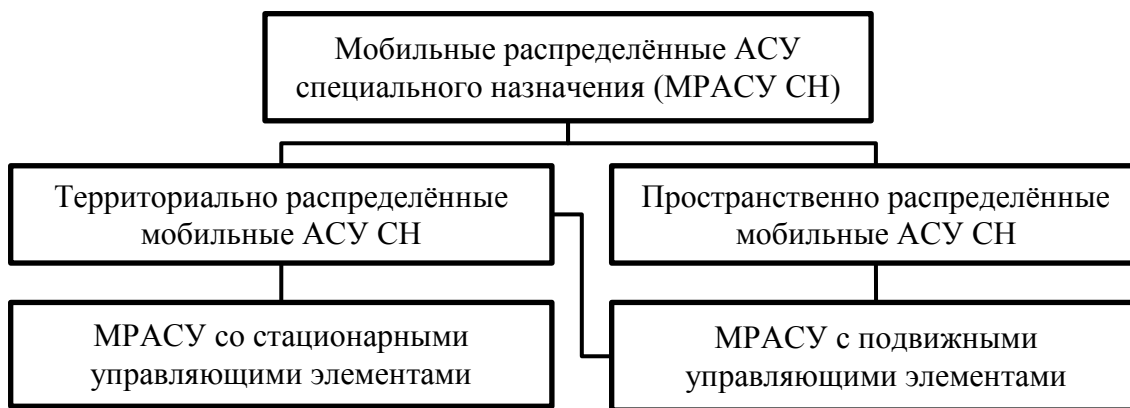 Мобильные распределённые АСУ
специального назначения (МРАСУ СН)
Территориально распределённые
мобильные АСУ СН
Пространственно распределённые
мобильные АСУ СН
МРАСУ со стационарными
управляющими элементами
МРАСУ с подвижными
управляющими элементами